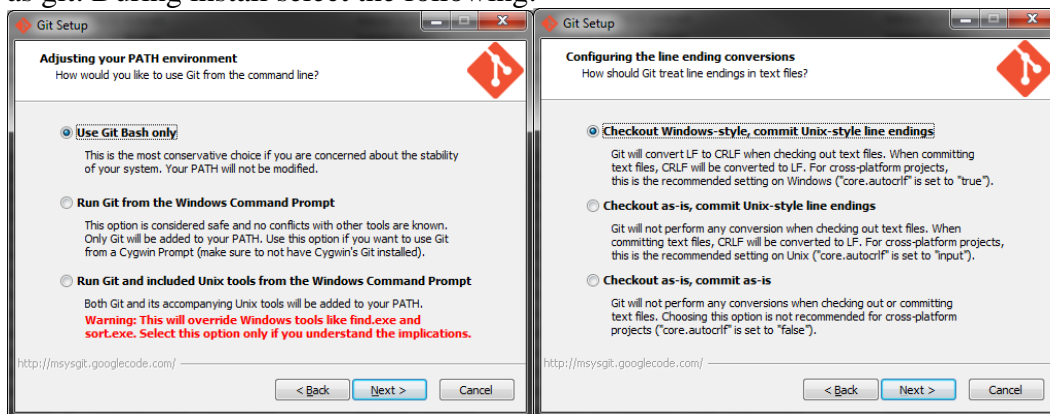 as git. During install select the following:
Git Setup
Adjusting your PATH environment
How would you like to use Git from the command line?
Use Git Bash only
This is the most conservative choice if you are concerned about the stability
of your system. Your PATH will not be modified.
Run Git from the Windows Command Prompt
This option is considered safe and no conflicts with other tools are known.
Only Git will be added to your PATH. Use this option if you want to use Git
from a Cygwin Prompt (make sure to not have Cygwin's Git installed).
Run Git and included Unix tools from the Windows Command Prompt
Both Git and its accompanying Unix tools will be added to your PATH.
Warning: This will override Windows tools like find.exe and
sort.exe. Select this option only if you understand the implications.
http://msysgit.googlecode.com/
< Back
Next >
Cancel
Git Setup
Configuring the line ending conversions
How should Git treat line endings in text files?
Checkout Windows-style, commit Unix-style line endings
Git will convert LF to CRLF when checking out text files. When committing
text files, CRLF will be converted to LF. For cross-platform projects,
this is the recommended setting on Windows ("core.autocrlf" is set to "true").
Checkout as-is, commit Unix-style line endings
Git will not perform any conversion when checking out text files. When
committing text files, CRLF will be converted to LF. For cross-platform projects,
this is the recommended setting on Unix ("core.autocrlf" is set to "input").
Checkout as-is, commit as-is
Git will not perform any conversions when checking out or committing
text files. Choosing this option is not recommended for cross-platform
projects ("core.autocrlf" is set to "false").
http://msysgit.googlecode.com/
< Back
Next >
Cancel